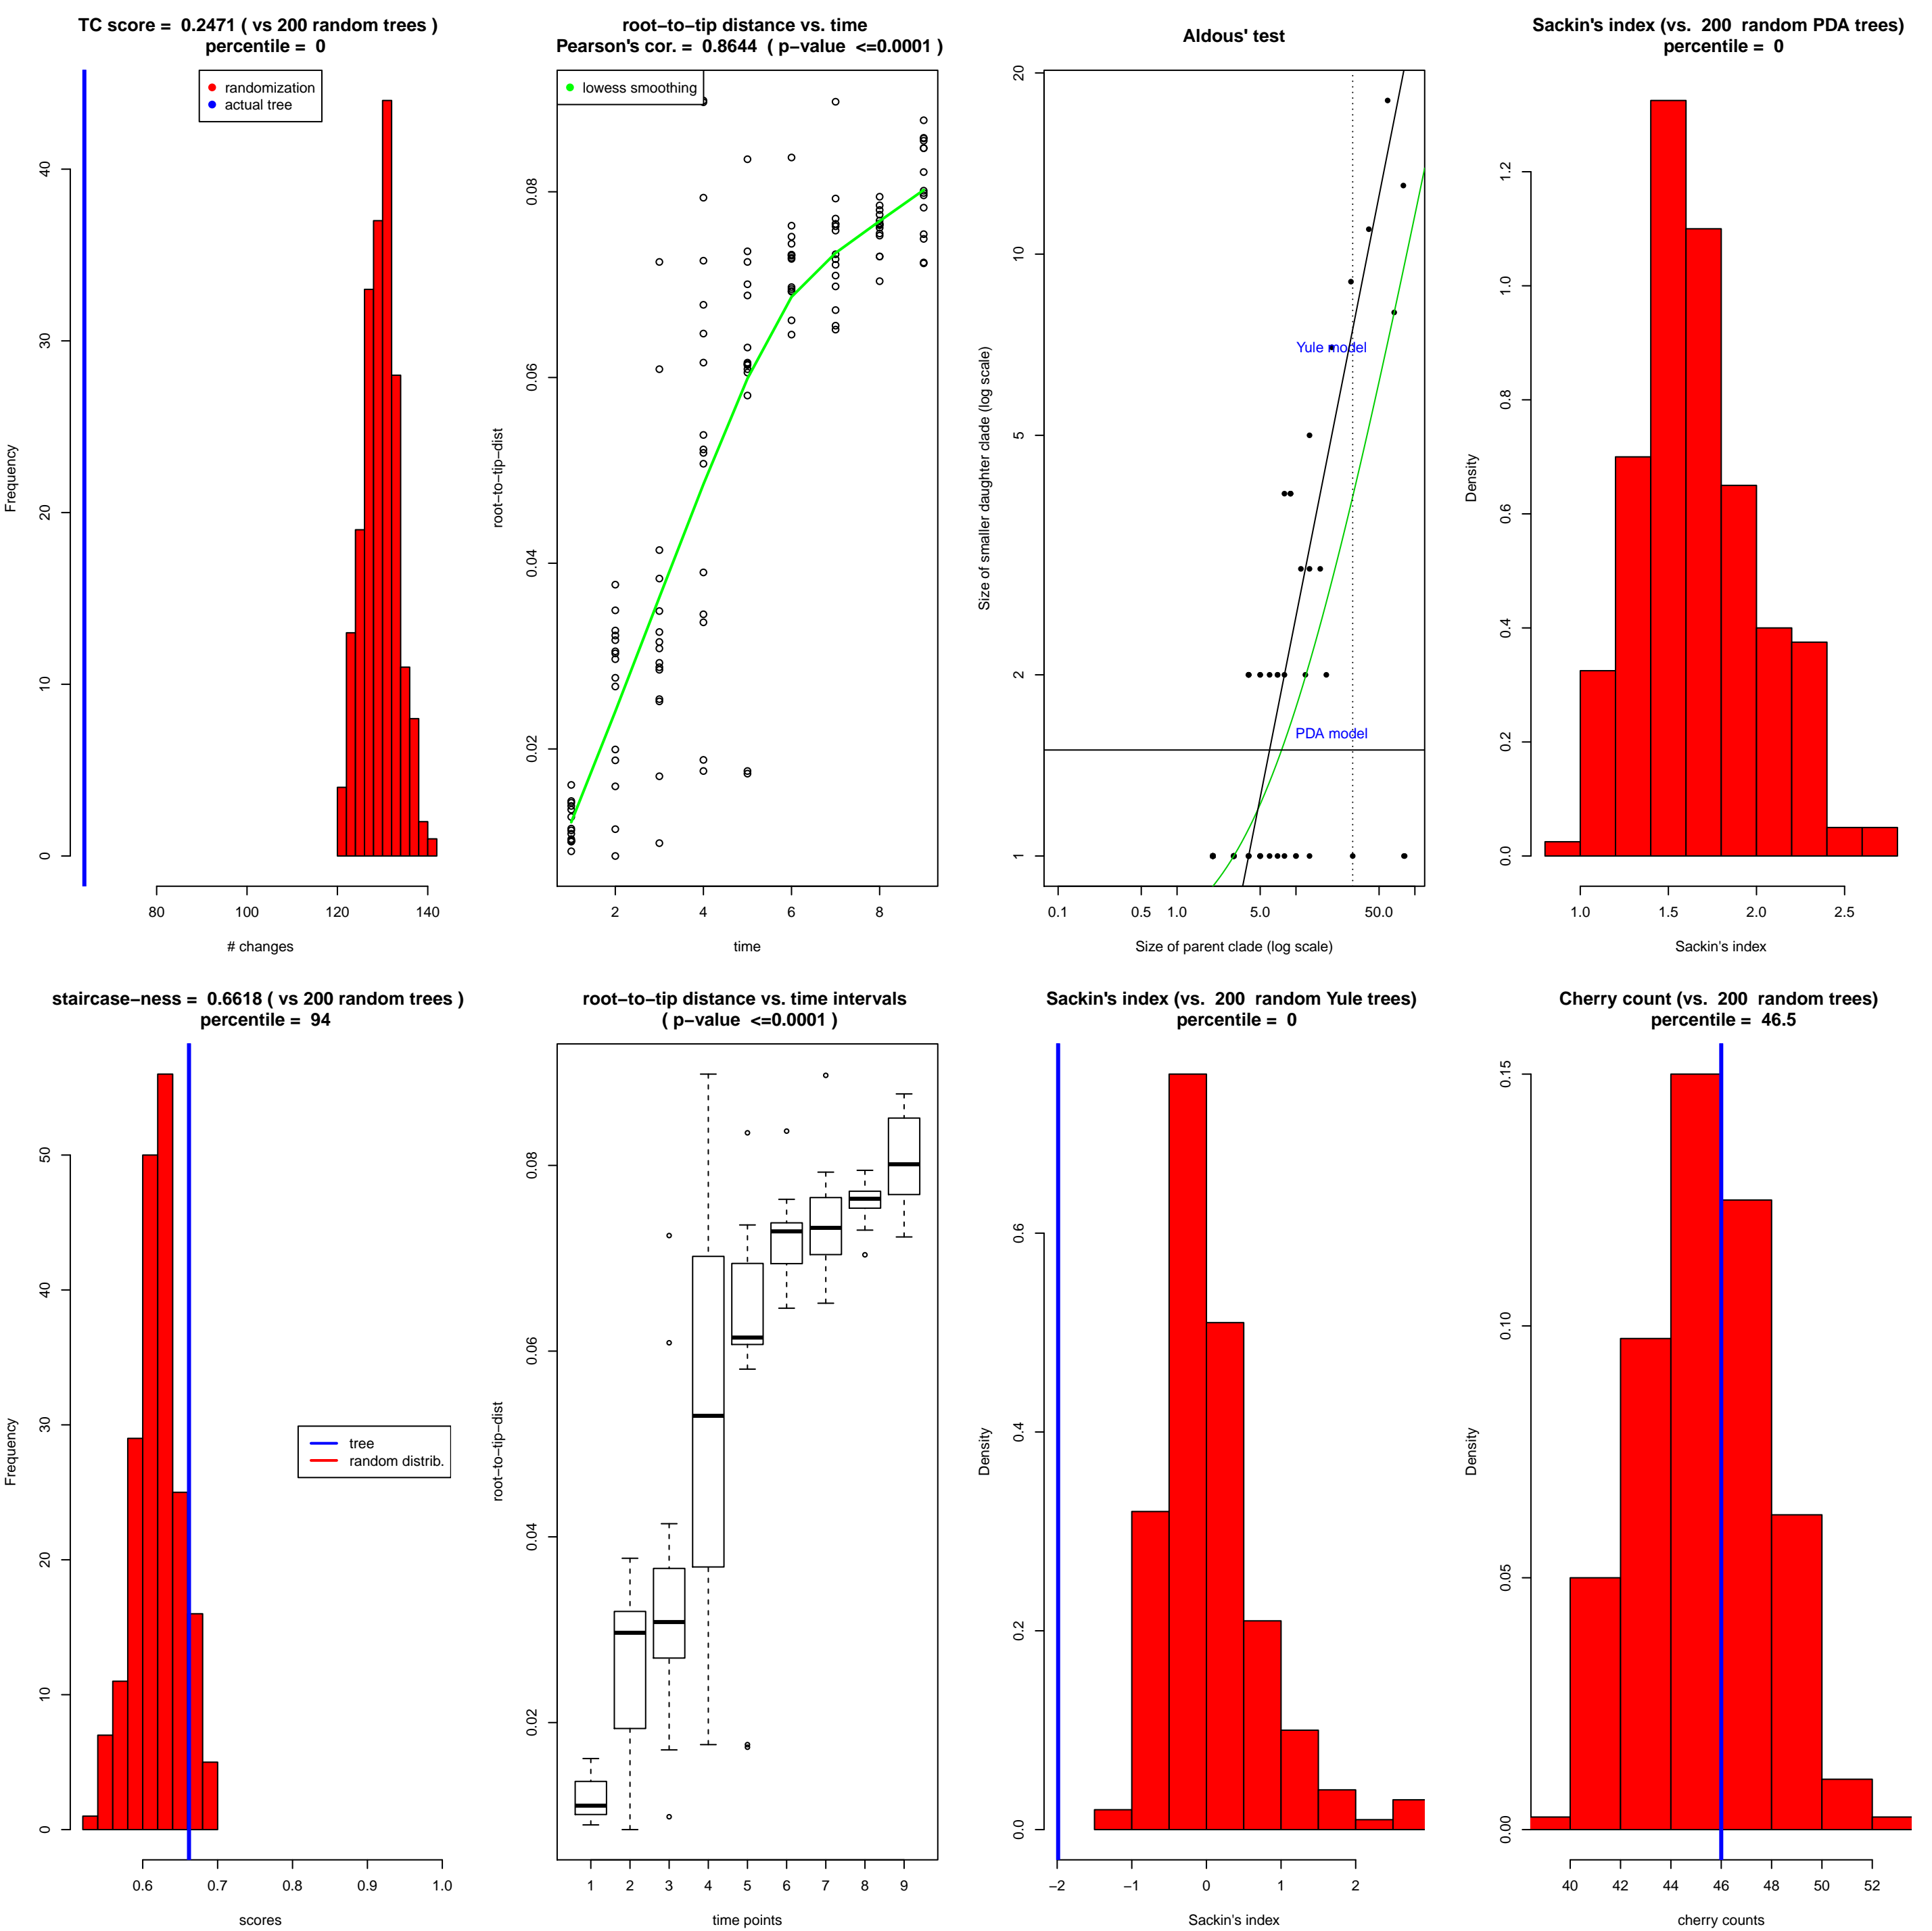 TC score = 0.2471 ( vs 200 random trees )
percentile = 0
randomization
actual tree
Frequency
0
10
20
30
40
80
100
120
140
# changes
root−to−tip distance vs. time
Pearson's cor. = 0.8644 ( p−value <=0.0001 )
lowess smoothing
root−to−tip−dist
0.02
0.04
0.06
0.08
2
4
6
8
time
Aldous' test
Size of smaller daughter clade (log scale)
1
2
5
10
20
Yule model
PDA model
0.1
0.5
1.0
5.0
50.0
Size of parent clade (log scale)
Sackin's index (vs. 200 random PDA trees)
percentile = 0
Density
0.0
0.2
0.4
0.6
0.8
1.0
1.2
1.0
1.5
2.0
2.5
Sackin's index
staircase−ness = 0.6618 ( vs 200 random trees )
percentile = 94
Frequency
0
10
20
30
40
50
tree
random distrib.
0.6
0.7
0.8
0.9
1.0
scores
root−to−tip distance vs. time intervals
( p−value <=0.0001 )
root−to−tip−dist
0.02
0.04
0.06
0.08
1
2
3
4
5
6
7
8
9
time points
Sackin's index (vs. 200 random Yule trees)
percentile = 0
Density
0.0
0.2
0.4
0.6
−2
−1
0
1
2
Sackin's index
Cherry count (vs. 200 random trees)
percentile = 46.5
Density
0.00
0.05
0.10
0.15
40
42
44
46
48
50
52
cherry counts